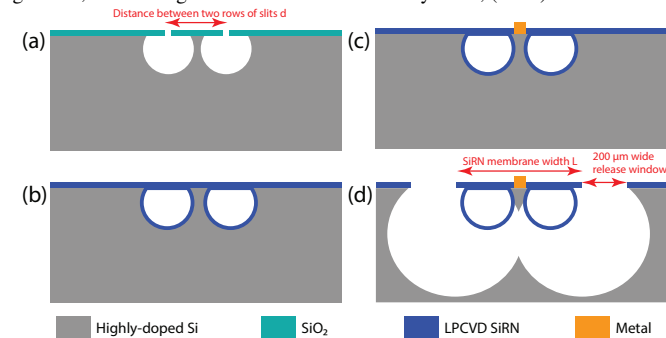 Distance between two rows of slits d
(a)
(c)
SiRN membrane width L
200 μm wide
release window
(b)
(d)
Highly-doped Si
SiO₂
LPCVD SiRN
Metal